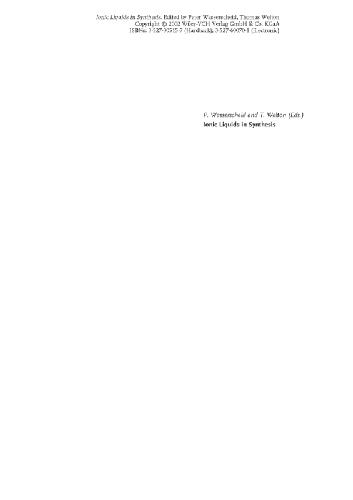 Ionic Liquids in Synthesis. Edited by Peter Wasserscheid, Thomas Welton
Copyright © 2002 Wiley-VCH Verlag GmbH & Co. KGaA
ISBNs: 3-527-30515-7 (Hardback); 3-527-60070-1 (Electronic)
P. Wasserscheid and T. Welton (Eds.)
Ionic Liquids in Synthesis